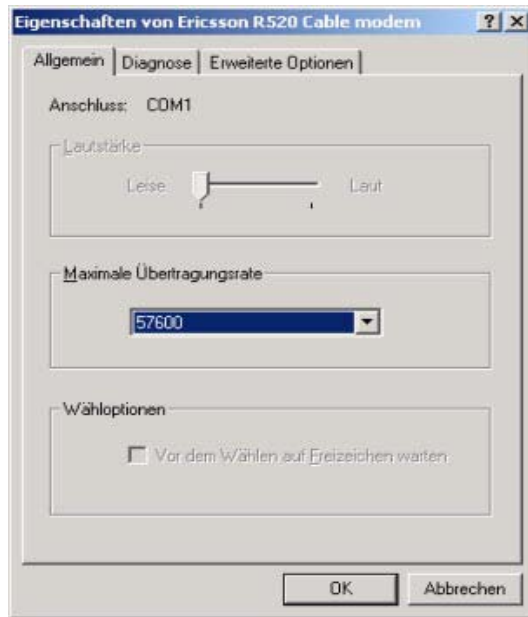 Eigenschaften von Ericsson R520 Cable modem
Allgemein Diagnose Erweiterte Optionen
Anschluss: COM1
Lautstärke
Leise Laut
Maximale Übertragungsrate
57600
Wähloptionen
Vor dem Wählen auf Freizeichen warten
OK Abbrechen